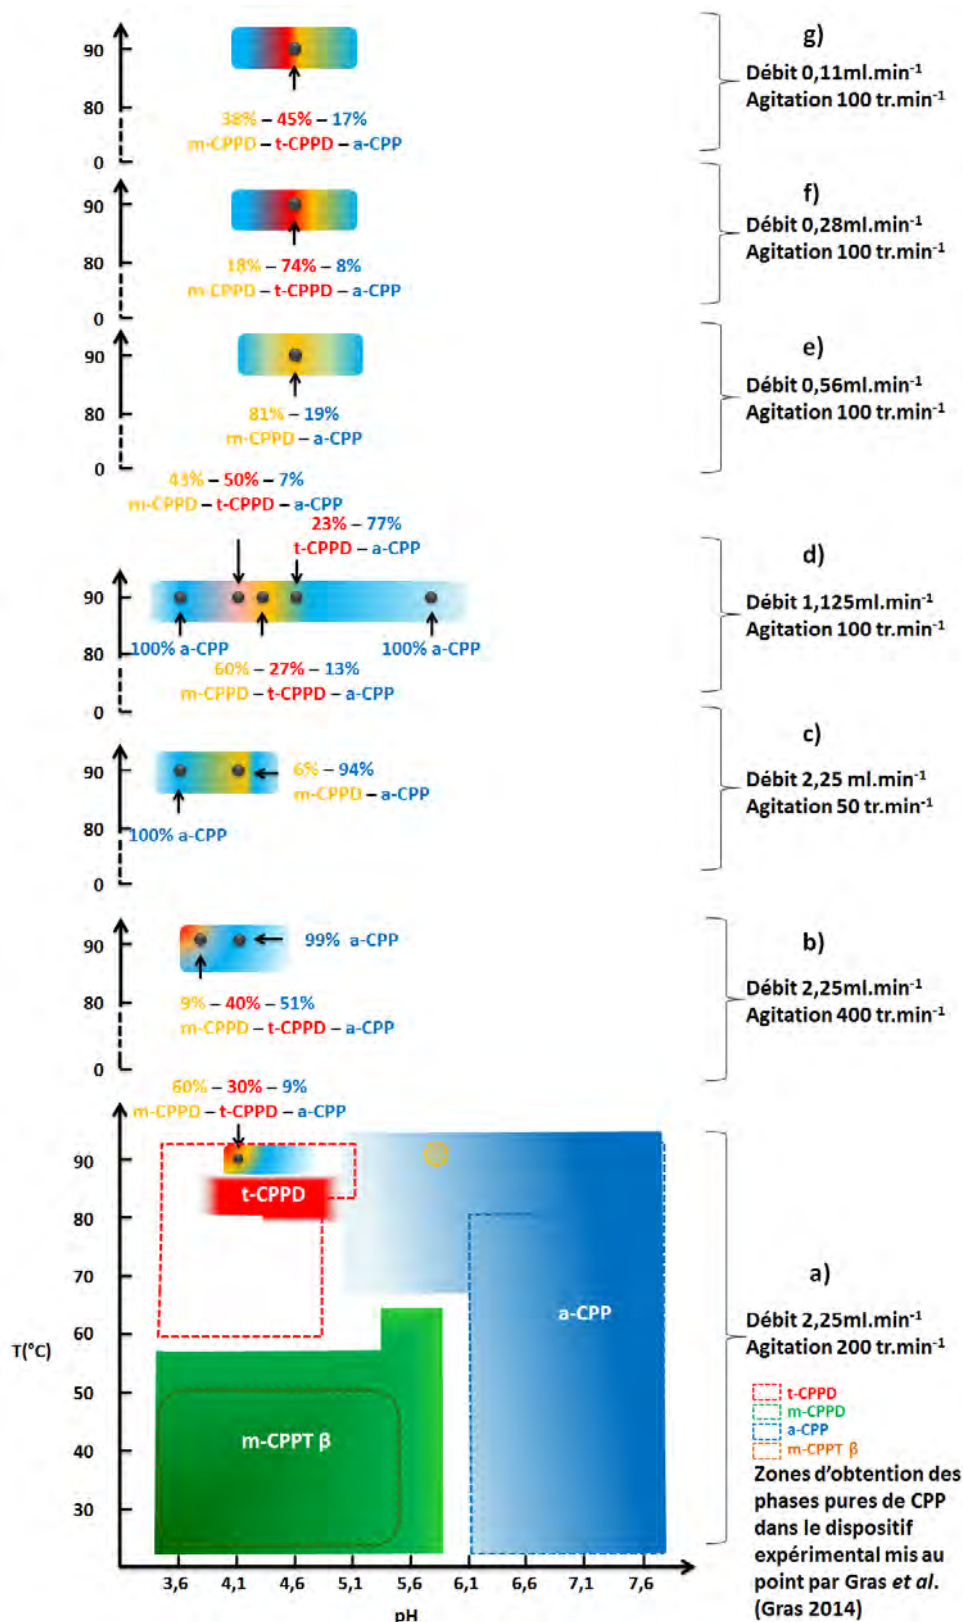 g)
Débit 0,11ml.min-1
Agitation 100 tr.min-1
90
80
0
38% – 45% – 17%
m-CPPD – t-CPPD – a-CPP
f)
Débit 0,28ml.min-1
Agitation 100 tr.min-1
90
80
0
18% – 74% – 8%
m-CPPD – t-CPPD – a-CPP
e)
Débit 0,56ml.min-1
Agitation 100 tr.min-1
90
80
0
81% – 19%
m-CPPD – a-CPP
43% – 50% – 7%
m-CPPD – t-CPPD – a-CPP
23% – 77%
t-CPPD – a-CPP
d)
Débit 1,125ml.min-1
Agitation 100 tr.min-1
90
80
0
100% a-CPP
100% a-CPP
60% – 27% – 13%
m-CPPD – t-CPPD – a-CPP
c)
Débit 2,25 ml.min-1
Agitation 50 tr.min-1
90
80
0
6% – 94%
m-CPPD – a-CPP
100% a-CPP
b)
Débit 2,25ml.min-1
Agitation 400 tr.min-1
90
80
0
99% a-CPP
9% – 40% – 51%
m-CPPD – t-CPPD – a-CPP
60% – 30% – 9%
m-CPPD – t-CPPD – a-CPP
a)
Débit 2,25ml.min-1
Agitation 200 tr.min-1
90
80
70
60
50
40
30
T(°C)
t-CPPD
a-CPP
m-CPPT β
3,6 4,1 4,6 5,1 5,6 6,1 7,1 7,6
pH
t-CPPD
m-CPPD
a-CPP
m-CPPT β
Zones d'obtention des
phases pures de CPP
dans le dispositif
expérimental mis au
point par Gras et al.
(Gras 2014)